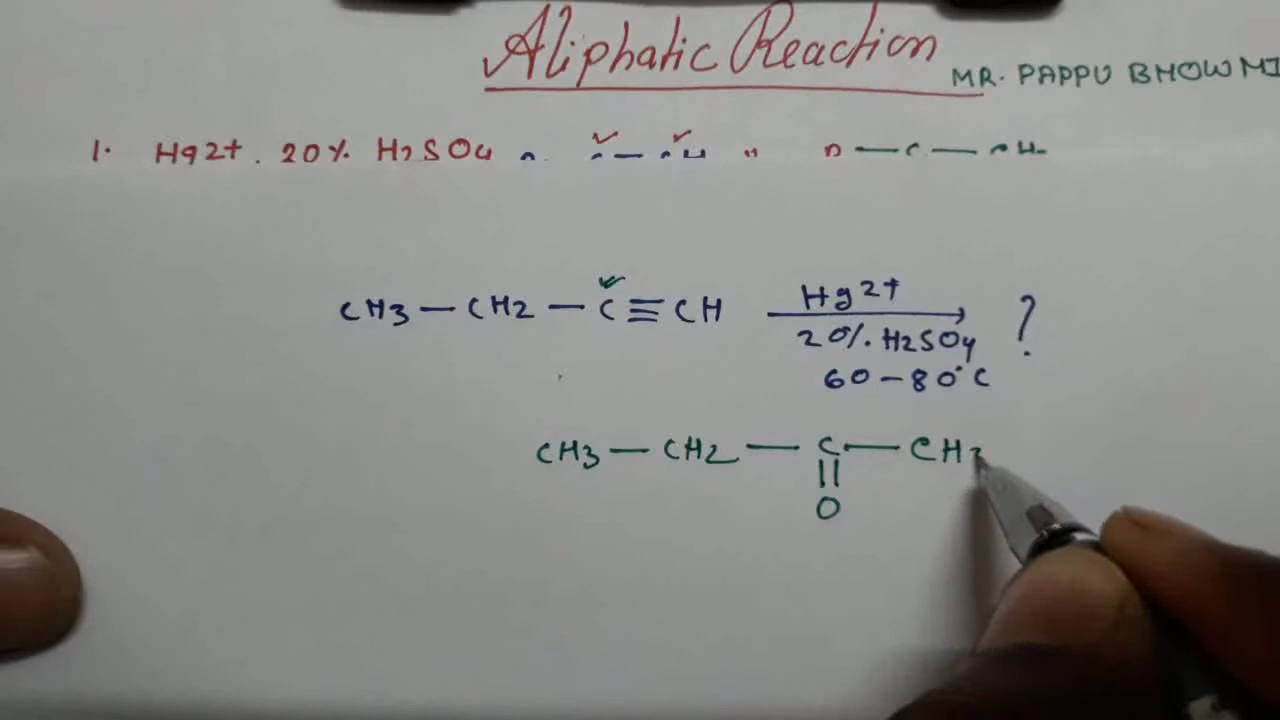 Aliphatic Reaction
MR. PAPPU BHOWMI
1. Hg2+ . 20% H2SO4
CH3 — CH2 — C ≡ CH
Hg2+
20% H2SO4
60 – 80°C
?
CH3 — CH2 — C — CH3
||
O